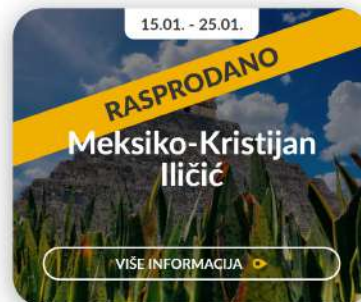 15.01. - 25.01.
RASPRODANO
Meksiko-Kristijan
Iličić
VIŠE INFORMACIJA